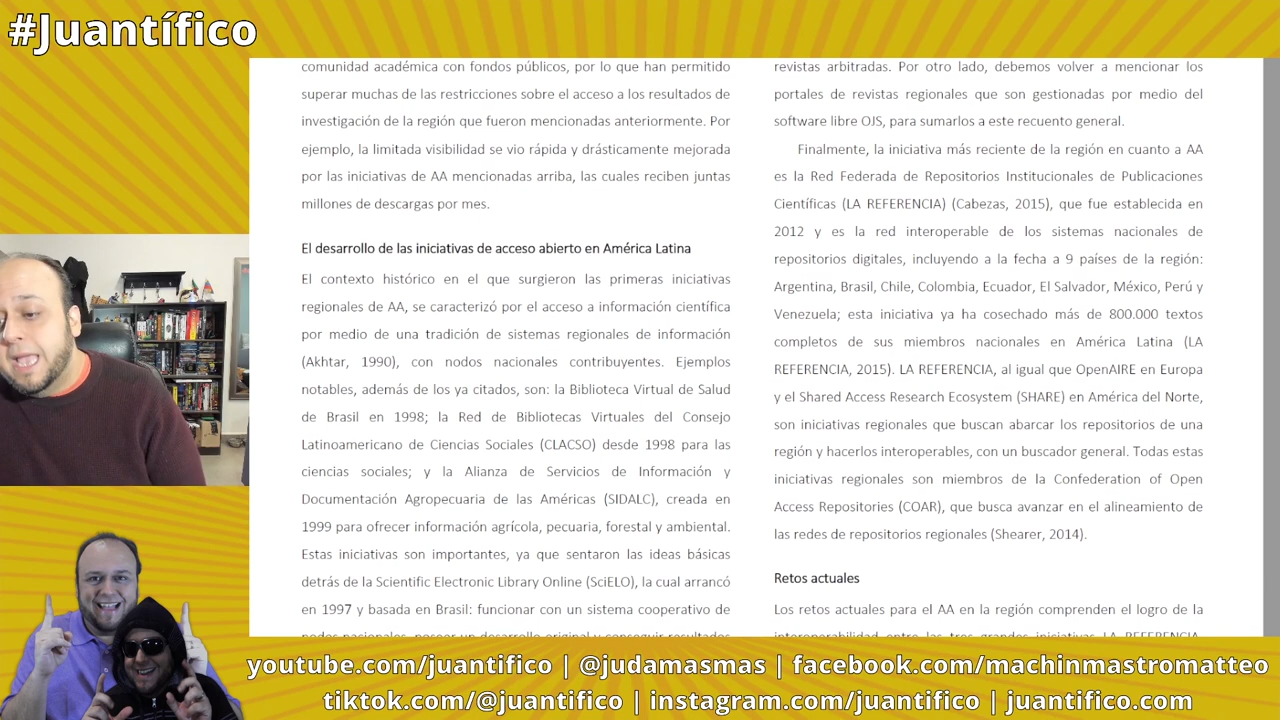 #Juantífico
comunidad académica con fondos públicos, por lo que han permitido
superar muchas de las restricciones sobre el acceso a los resultados de
investigación de la región que fueron mencionadas anteriormente. Por
ejemplo, la limitada visibilidad se vio rápida y drásticamente mejorada
por las iniciativas de AA mencionadas arriba, las cuales reciben juntas
millones de descargas por mes.
El desarrollo de las iniciativas de acceso abierto en América Latina
El contexto histórico en el que surgieron las primeras iniciativas
regionales de AA, se caracterizó por el acceso a información científica
por medio de una tradición de sistemas regionales de información
(Akhtar, 1990), con nodos nacionales contribuyentes. Ejemplos
notables, además de los ya citados, son: la Biblioteca Virtual de Salud
de Brasil en 1998; la Red de Bibliotecas Virtuales del Consejo
Latinoamericano de Ciencias Sociales (CLACSO) desde 1998 para las
ciencias sociales; y la Alianza de Servicios de Información y
Documentación Agropecuaria de las Américas (SIDALC), creada en
1999 para ofrecer información agrícola, pecuaria, forestal y ambiental.
Estas iniciativas son importantes, ya que sentaron las ideas básicas
detrás de la Scientific Electronic Library Online (SciELO), la cual arrancó
en 1997 y basada en Brasil: funcionar con un sistema cooperativo de
nodos nacionales, poseer un desarrollo original y conseguir resultados
revistas arbitradas. Por otro lado, debemos volver a mencionar los
portales de revistas regionales que son gestionadas por medio del
software libre OJS, para sumarlos a este recuento general.
Finalmente, la iniciativa más reciente de la región en cuanto a AA
es la Red Federada de Repositorios Institucionales de Publicaciones
Científicas (LA REFERENCIA) (Cabezas, 2015), que fue establecida en
2012 y es la red interoperable de los sistemas nacionales de
repositorios digitales, incluyendo a la fecha a 9 países de la región:
Argentina, Brasil, Chile, Colombia, Ecuador, El Salvador, México, Perú y
Venezuela; esta iniciativa ya ha cosechado más de 800.000 textos
completos de sus miembros nacionales en América Latina (LA
REFERENCIA, 2015). LA REFERENCIA, al igual que OpenAIRE en Europa
y el Shared Access Research Ecosystem (SHARE) en América del Norte,
son iniciativas regionales que buscan abarcar los repositorios de una
región y hacerlos interoperables, con un buscador general. Todas estas
iniciativas regionales son miembros de la Confederation of Open
Access Repositories (COAR), que busca avanzar en el alineamiento de
las redes de repositorios regionales (Shearer, 2014).
Retos actuales
Los retos actuales para el AA en la región comprenden el logro de la
interoperabilidad entre las tres grandes iniciativas LA REFERENCIA,
youtube.com/juantifico | @judamasmas | facebook.com/machinmastromatteo
tiktok.com/@juantifico | instagram.com/juantifico | juantifico.com